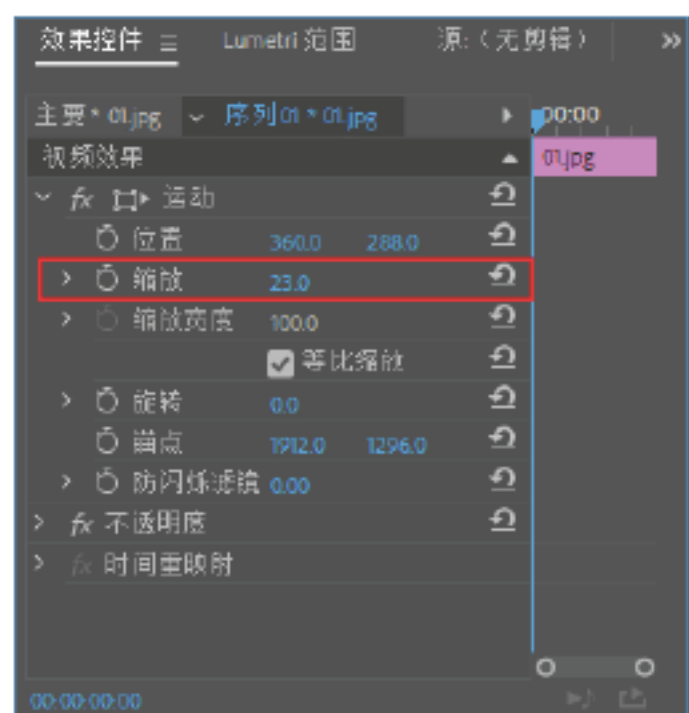 效果控件 Lumetri 范围 源:（无剪辑） »
主要 * 01.jpg 序列 01 * 01.jpg 00:00
视频效果 01.jpg
fx 运动
位置 360.0 288.0
缩放 23.0
缩放宽度 100.0
等比缩放
旋转 0.0
锚点 1912.0 1296.0
防闪烁滤镜 0.00
fx 不透明度
fx 时间重映射
00:00:00:00